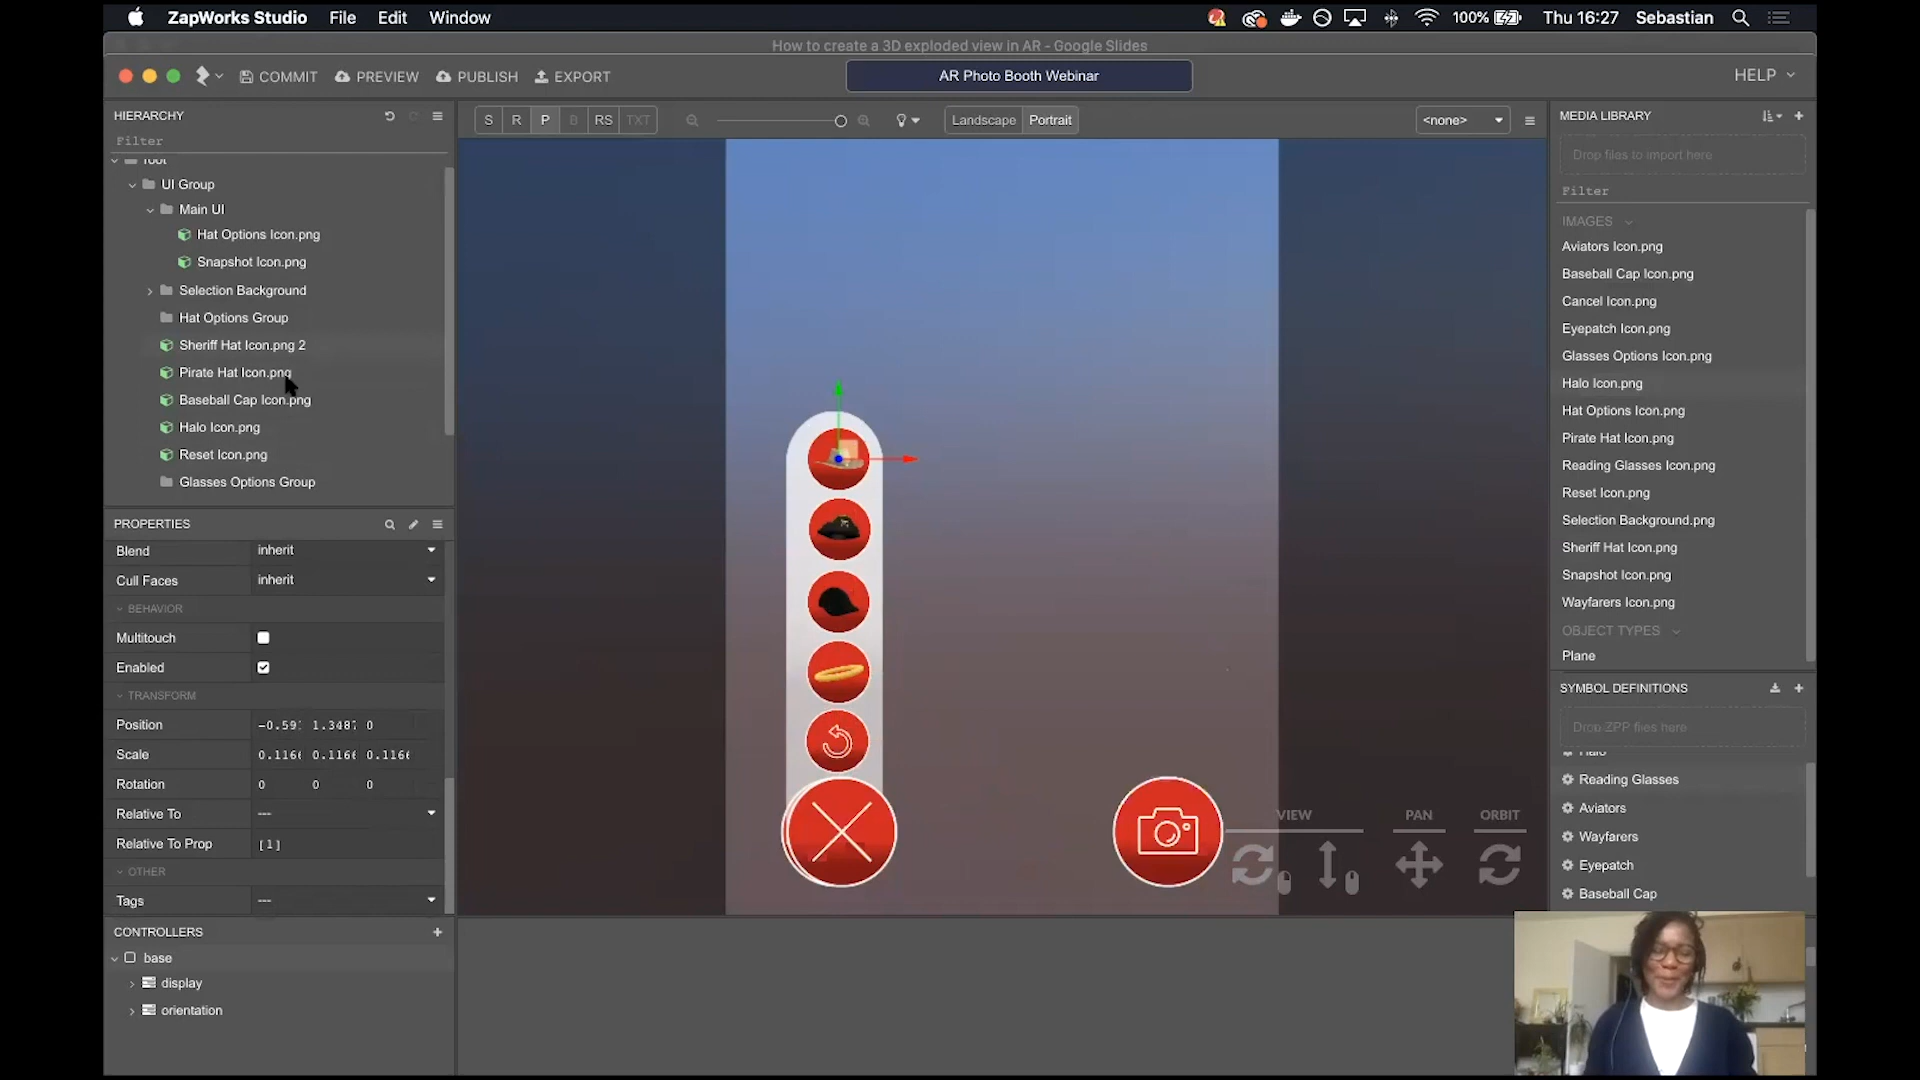 ZapWorks Studio File Edit Window 100% Thu 16:27 Sebastian
How to create a 3D exploded view in AR - Google Slides
COMMIT PREVIEW PUBLISH EXPORT AR Photo Booth Webinar HELP
HIERARCHY
Filter
root
UI Group
Main UI
Hat Options Icon.png
Snapshot Icon.png
Selection Background
Hat Options Group
Sheriff Hat Icon.png 2
Pirate Hat Icon.png
Baseball Cap Icon.png
Halo Icon.png
Reset Icon.png
Glasses Options Group
PROPERTIES
Blend inherit
Cull Faces inherit
BEHAVIOR
Multitouch
Enabled
TRANSFORM
Position 0
Scale
Rotation 0 0 0
Relative To ---
Relative To Prop [1]
OTHER
Tags ---
CONTROLLERS
base
display
orientation
S R P B RS TXT Landscape Portrait <none>
VIEW PAN ORBIT
MEDIA LIBRARY
Drop files to import here
Filter
IMAGES
Aviators Icon.png
Baseball Cap Icon.png
Cancel Icon.png
Eyepatch Icon.png
Glasses Options Icon.png
Halo Icon.png
Hat Options Icon.png
Pirate Hat Icon.png
Reading Glasses Icon.png
Reset Icon.png
Selection Background.png
Sheriff Hat Icon.png
Snapshot Icon.png
Wayfarers Icon.png
OBJECT TYPES
Plane
SYMBOL DEFINITIONS
Drop ZPP files here
Halo
Reading Glasses
Aviators
Wayfarers
Eyepatch
Baseball Cap